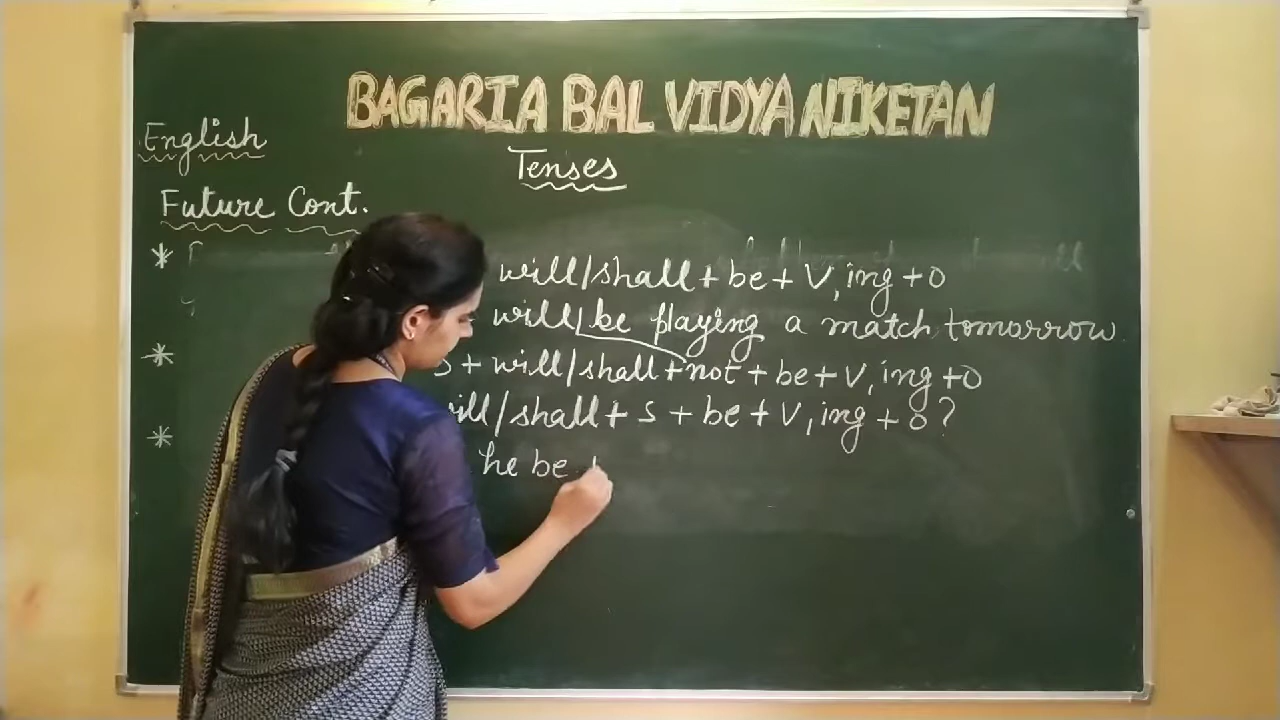 BAGARIA BAL VIDYA NIKETAN
English
Tenses
Future Cont.
* will/shall + be + V, ing + O
will be playing a match tomorrow.
* S + will/shall + not + be + V, ing + O
will/shall + S + be + V, ing + O ?
* he be